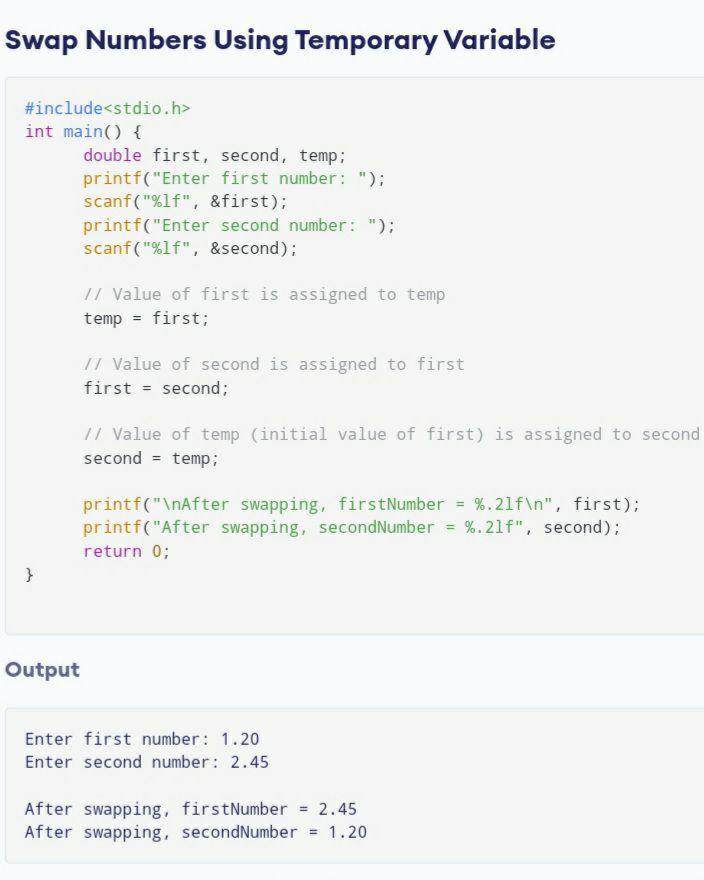 Swap Numbers Using Temporary Variable
#include<stdio.h>
int main() {
double first, second, temp;
printf("Enter first number: ");
scanf("%lf", &first);
printf("Enter second number: ");
scanf("%lf", &second);
// Value of first is assigned to temp
temp = first;
// Value of second is assigned to first
first = second;
// Value of temp (initial value of first) is assigned to second
second = temp;
printf("\nAfter swapping, firstNumber = %.2lf\n", first);
printf("After swapping, secondNumber = %.2lf", second);
return 0;
}
Output
Enter first number: 1.20
Enter second number: 2.45
After swapping, firstNumber = 2.45
After swapping, secondNumber = 1.20